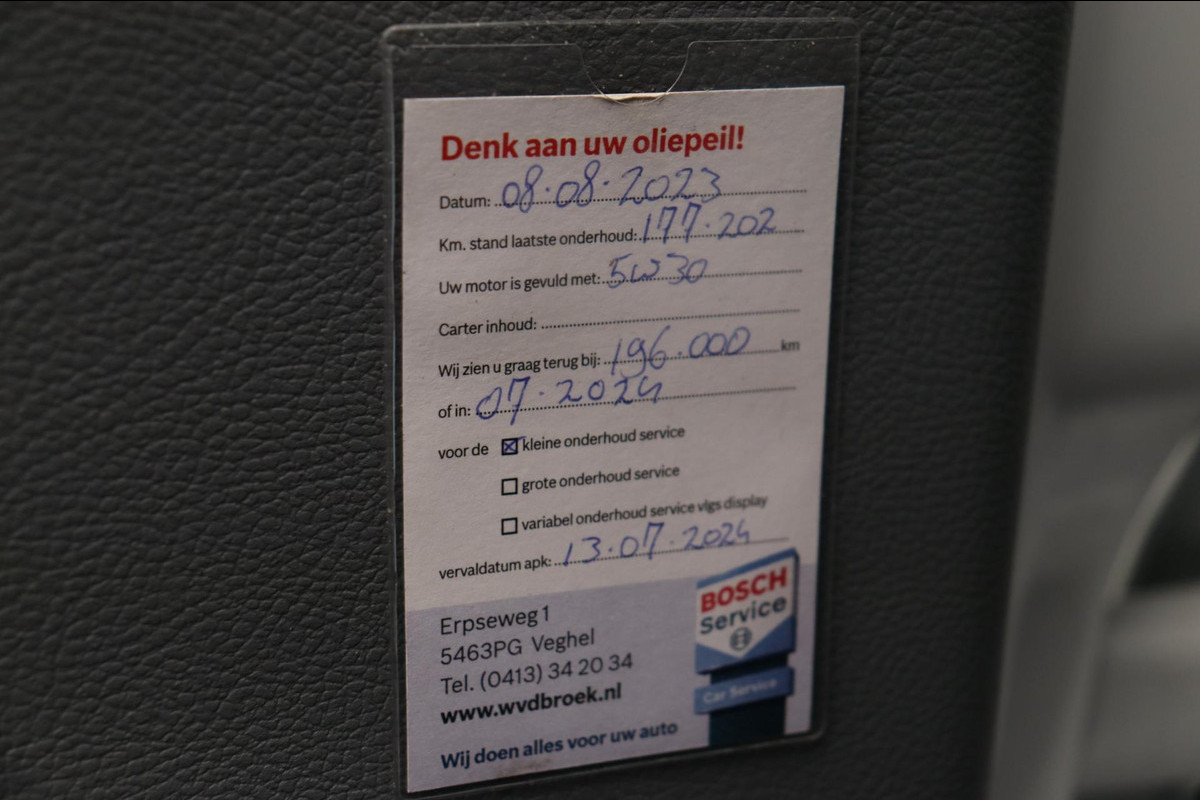 Denk aan uw oliepeil!
Datum: 08.08.2023
Km. stand laatste onderhoud: 177.202
Uw motor is gevuld met: 5W30
Carter inhoud:
Wij zien u graag terug bij: 196.000 km
of in: 07.2024
voor de kleine onderhoud service
grote onderhoud service
variabel onderhoud service vlgs display
vervaldatum apk: 13.07.2024
Erpseweg 1
5463PG Veghel
Tel. (0413) 34 20 34
www.wvdbroek.nl
Wij doen alles voor uw auto
BOSCH
Service
Car Service